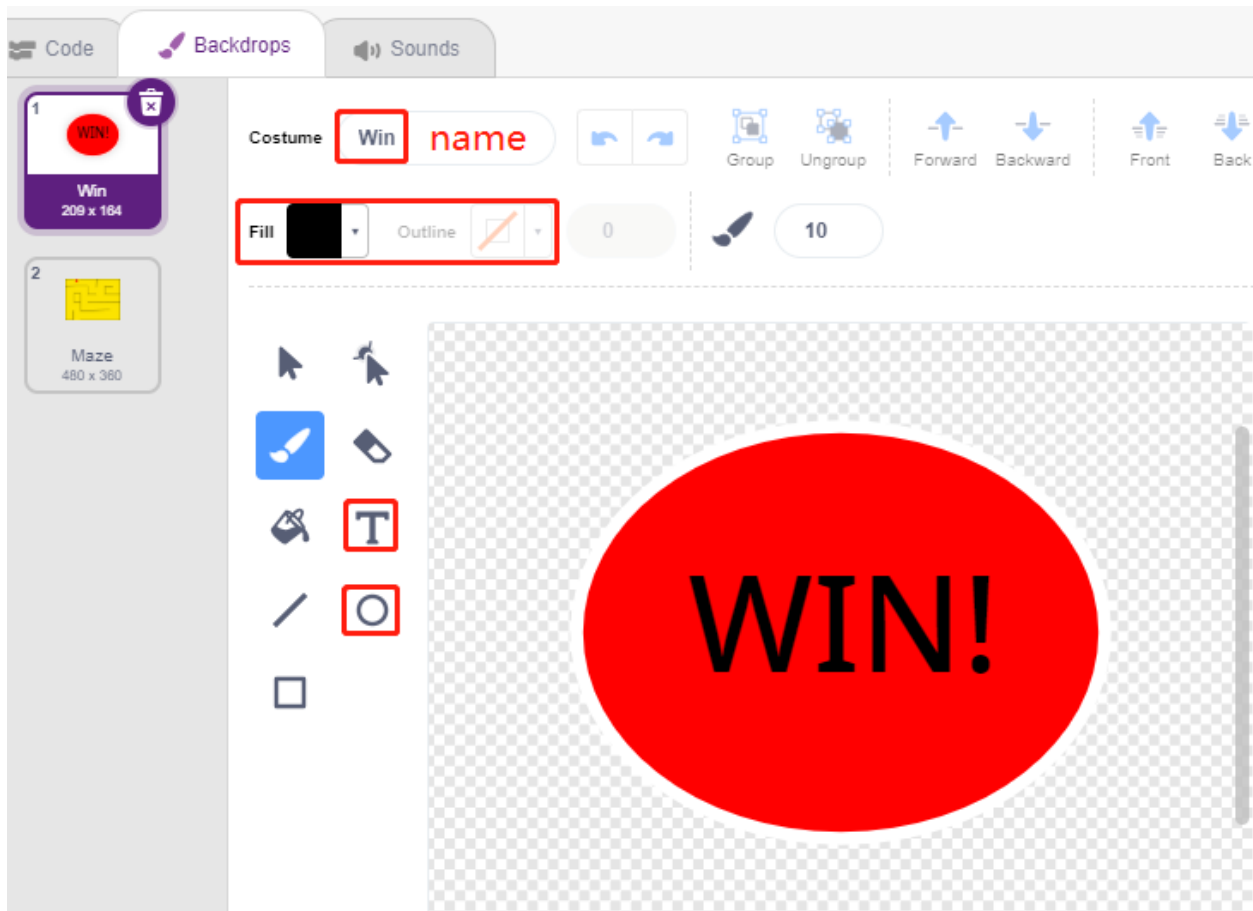 Code
Backdrops
Sounds
1
WIN!
Win
209 x 164
2
Maze
480 x 360
Costume
Win
name
Group
Ungroup
Forward
Backward
Front
Back
Fill
Outline
0
10
T
WIN!